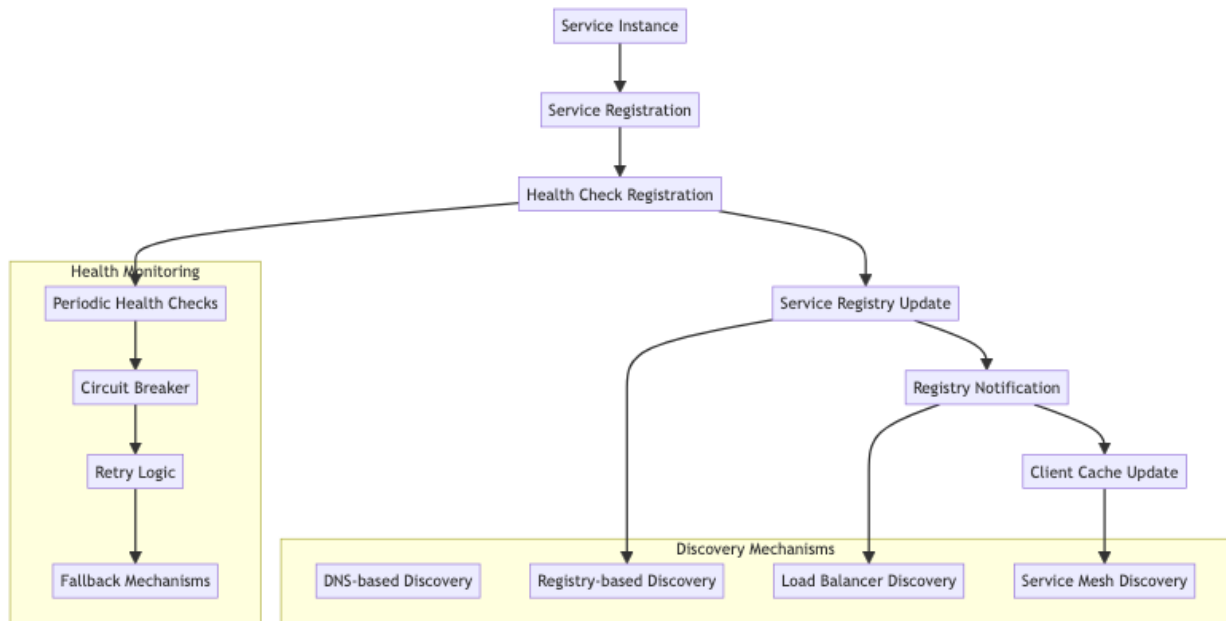 Service Instance
Service Registration
Health Check Registration
Health Monitoring
Periodic Health Checks
Service Registry Update
Circuit Breaker
Registry Notification
Retry Logic
Client Cache Update
Discovery Mechanisms
Fallback Mechanisms
DNS-based Discovery
Registry-based Discovery
Load Balancer Discovery
Service Mesh Discovery